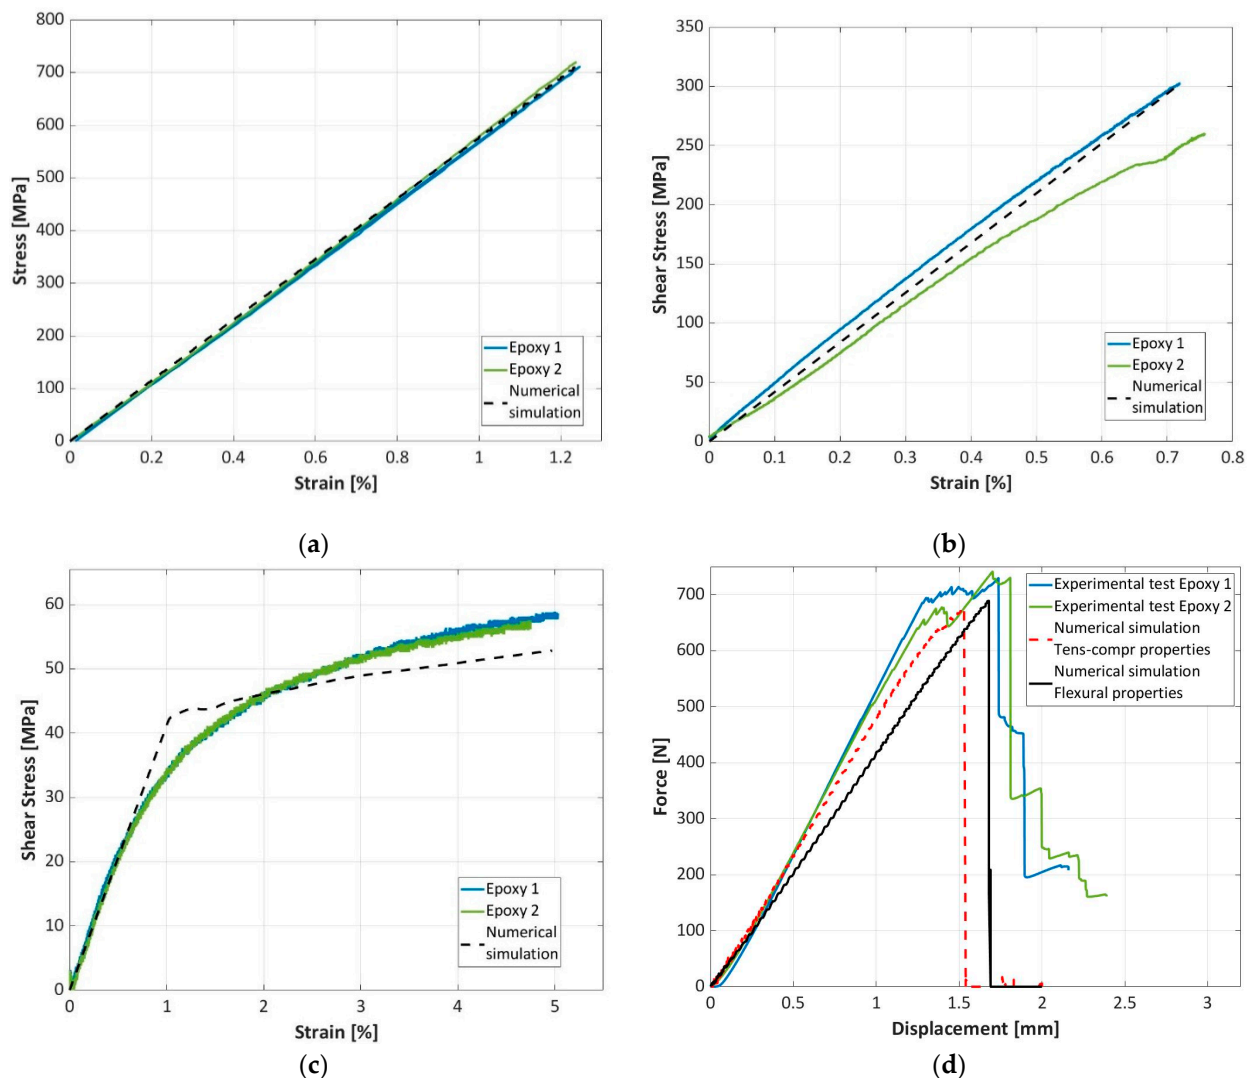 800
700
600
500
400
300
200
100
0
Stress [MPa]
0
0.2
0.4
0.6
0.8
1
1.2
Strain [%]
Epoxy 1
Epoxy 2
Numerical
simulation
(a)
350
300
250
200
150
100
50
0
Shear Stress [MPa]
0
0.1
0.2
0.3
0.4
0.5
0.6
0.7
0.8
Strain [%]
Epoxy 1
Epoxy 2
Numerical
simulation
(b)
60
50
40
30
20
10
0
Shear Stress [MPa]
0
1
2
3
4
5
Strain [%]
Epoxy 1
Epoxy 2
Numerical
simulation
(c)
700
600
500
400
300
200
100
0
Force [N]
0
0.5
1
1.5
2
2.5
3
Displacement [mm]
Experimental test Epoxy 1
Experimental test Epoxy 2
Numerical simulation
Tens-compr properties
Numerical simulation
Flexural properties
(d)